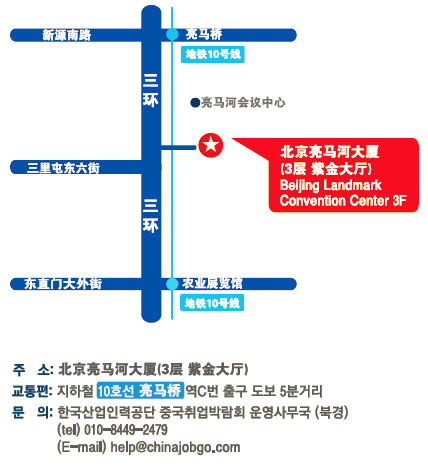 新源南路
亮马桥
地铁10号线
三环
●亮马河会议中心
北京亮马河大厦
(3层 紫金大厅)
Beijing Landmark
Convention Center 3F
三里屯东六街
三环
东直门大外街
农业展览馆
地铁10号线
주 소: 北京亮马河大厦(3层 紫金大厅)
교통편: 지하철 10호선 亮马桥 역C번 출구 도보 5분거리
문 의: 한국산업인력공단 중국취업박람회 운영사무국 (북경)
(tel) 010-8449-2479
(E-mail) help@chinajobgo.com